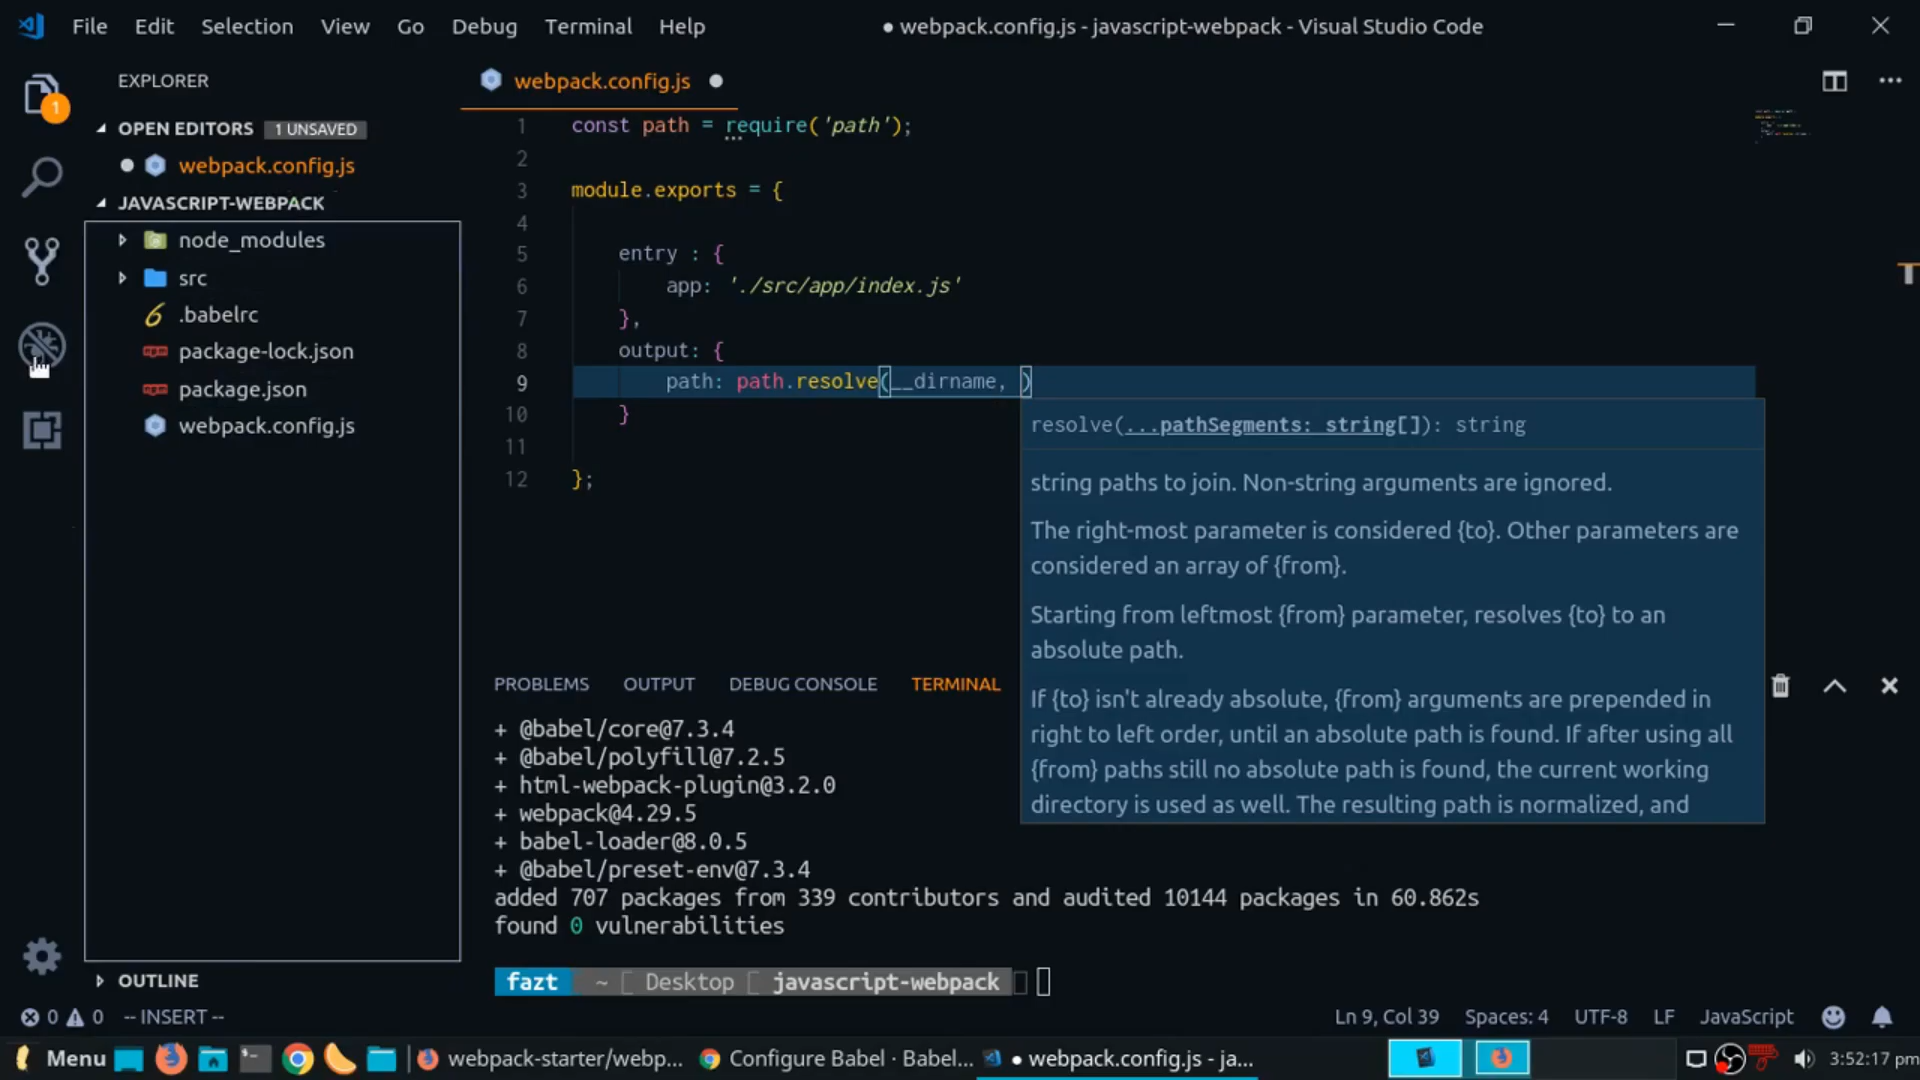 File Edit Selection View Go Debug Terminal Help
● webpack.config.js - javascript-webpack - Visual Studio Code
1
EXPLORER
OPEN EDITORS 1 UNSAVED
webpack.config.js
JAVASCRIPT-WEBPACK
node_modules
src
.babelrc
package-lock.json
package.json
webpack.config.js
OUTLINE
webpack.config.js
1 const path = require('path');
2
3 module.exports = {
4
5 entry : {
6 app: './src/app/index.js'
7 },
8 output: {
9 path: path.resolve(__dirname, )
10 }
11
12 };
resolve(...pathSegments: string[]): string
string paths to join. Non-string arguments are ignored.
The right-most parameter is considered {to}. Other parameters are
considered an array of {from}.
Starting from leftmost {from} parameter, resolves {to} to an
absolute path.
If {to} isn't already absolute, {from} arguments are prepended in
right to left order, until an absolute path is found. If after using all
{from} paths still no absolute path is found, the current working
directory is used as well. The resulting path is normalized, and
PROBLEMS OUTPUT DEBUG CONSOLE TERMINAL
+ @babel/core@7.3.4
+ @babel/polyfill@7.2.5
+ html-webpack-plugin@3.2.0
+ webpack@4.29.5
+ babel-loader@8.0.5
+ @babel/preset-env@7.3.4
added 707 packages from 339 contributors and audited 10144 packages in 60.862s
found 0 vulnerabilities
fazt ~ Desktop javascript-webpack
0 0 -- INSERT -- Ln 9, Col 39 Spaces: 4 UTF-8 LF JavaScript
Menu webpack-starter/webp... Configure Babel · Babel... ● webpack.config.js - ja... 3:52:17 pm